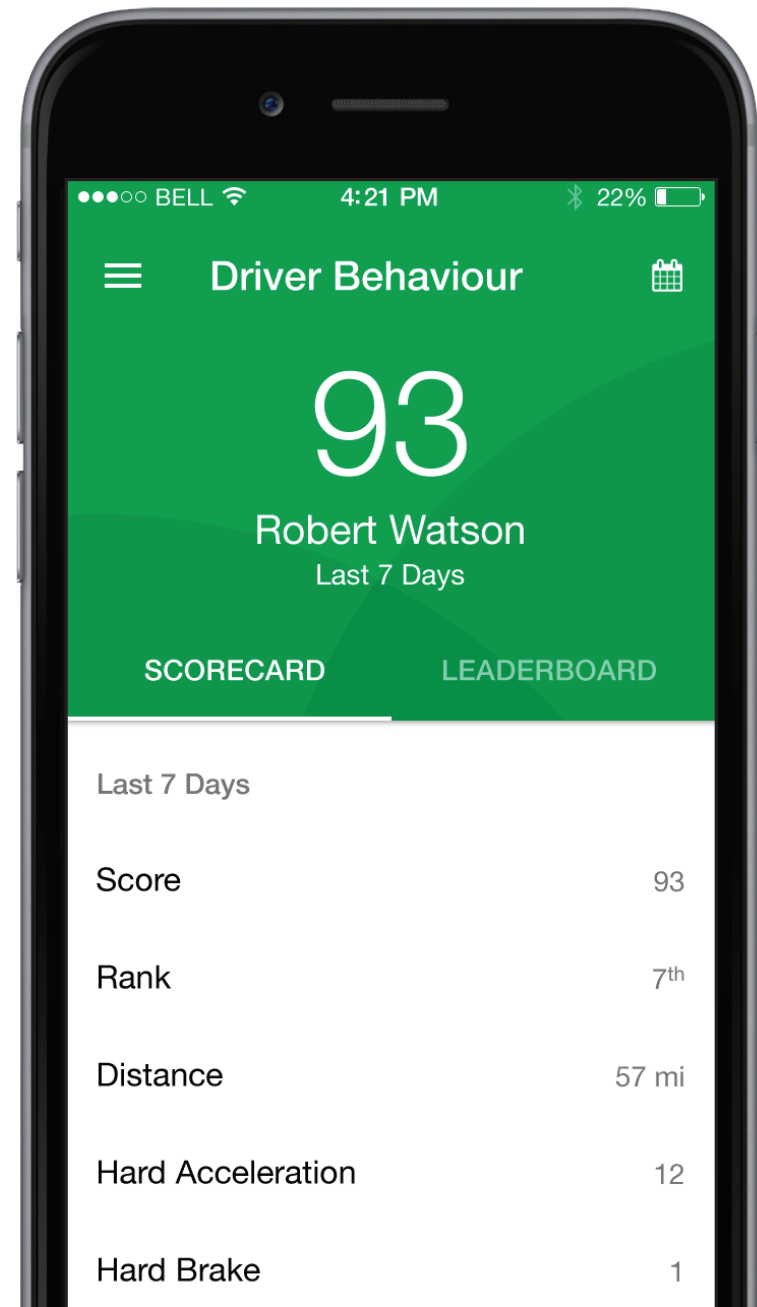 BELL 4:21 PM 22%
Driver Behaviour
93
Robert Watson
Last 7 Days
SCORECARD LEADERBOARD
Last 7 Days
Score 93
Rank 7th
Distance 57 mi
Hard Acceleration 12
Hard Brake 1